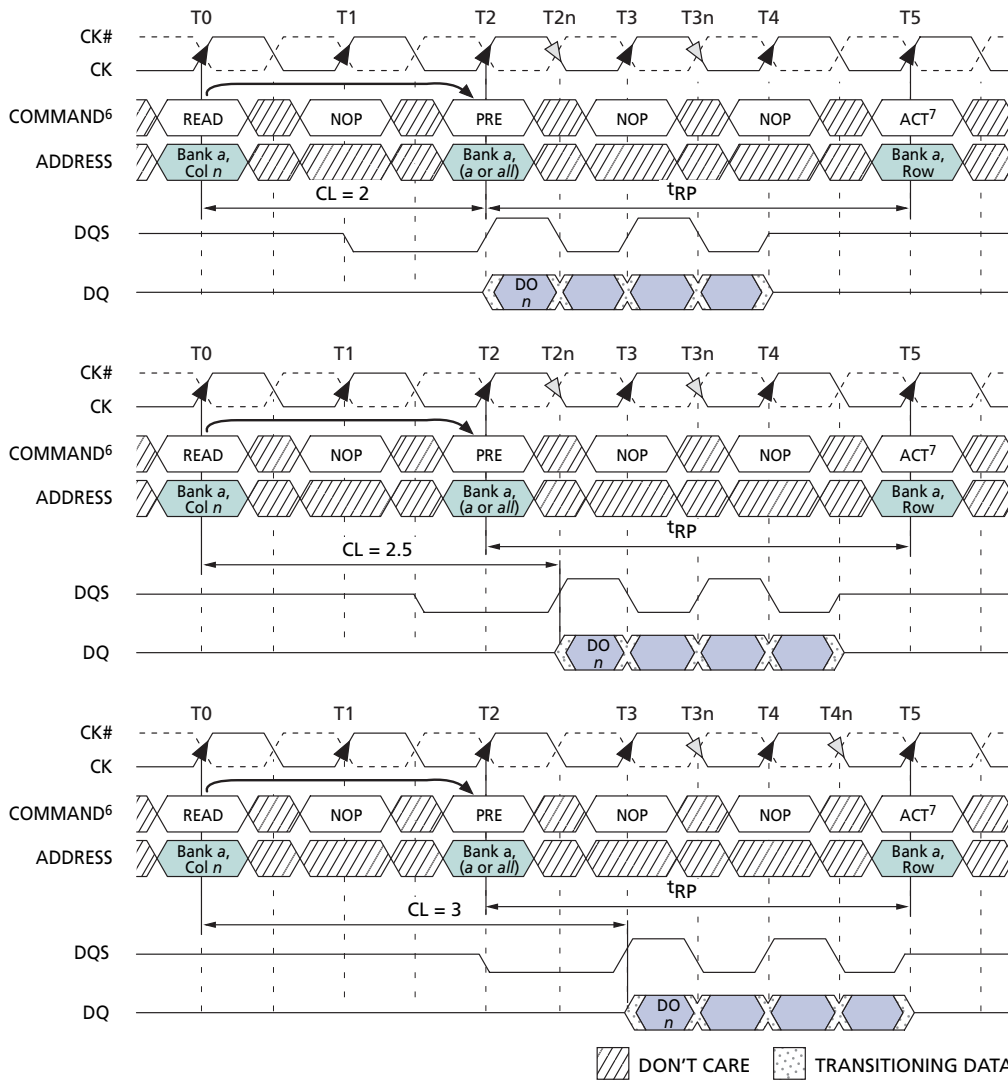 T0 T1 T2 T2n T3 T3n T4 T5
CK#
CK
COMMAND6 READ NOP PRE NOP NOP ACT7
ADDRESS Bank a, Col n Bank a, (a or all) Bank a, Row
CL = 2 tRP
DQS
DQ DO n
T0 T1 T2 T2n T3 T3n T4 T5
CK#
CK
COMMAND6 READ NOP PRE NOP NOP ACT7
ADDRESS Bank a, Col n Bank a, (a or all) Bank a, Row
CL = 2.5 tRP
DQS
DQ DO n
T0 T1 T2 T3 T3n T4 T4n T5
CK#
CK
COMMAND6 READ NOP PRE NOP NOP ACT7
ADDRESS Bank a, Col n Bank a, (a or all) Bank a, Row
CL = 3 tRP
DQS
DQ DO n
DON'T CARE TRANSITIONING DATA